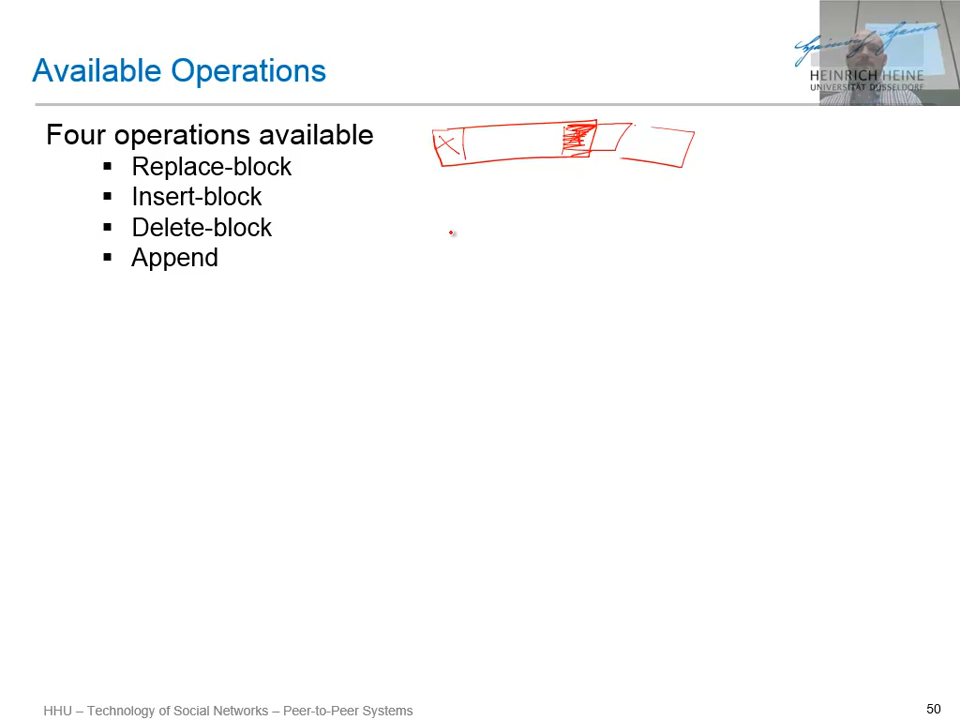 Available Operations
HEINRICH HEINE
UNIVERSITÄT DÜSSELDORF
Four operations available
▪ Replace-block
▪ Insert-block
▪ Delete-block
▪ Append
HHU – Technology of Social Networks – Peer-to-Peer Systems
50